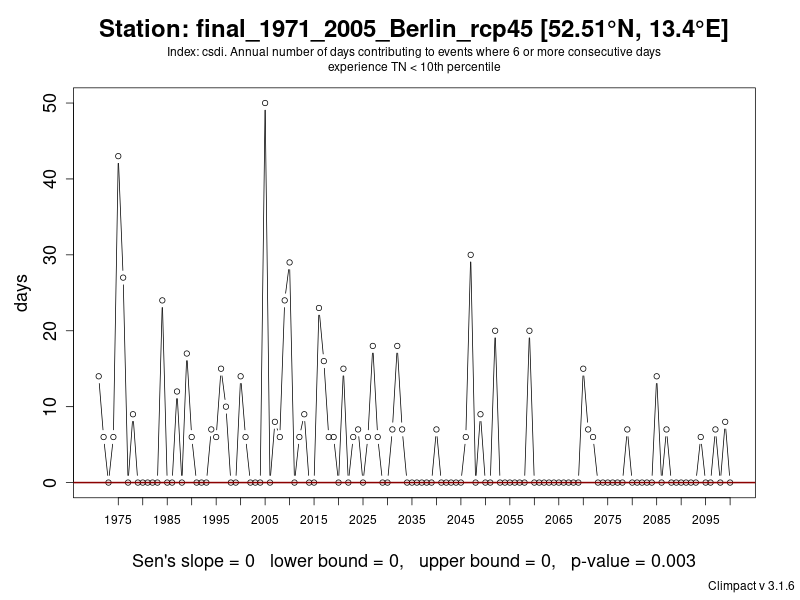 Station: final_1971_2005_Berlin_rcp45 [52.51°N, 13.4°E]
Index: csdi. Annual number of days contributing to events where 6 or more consecutive days
experience TN < 10th percentile
50
40
30
20
10
0
days
1975 1985 1995 2005 2015 2025 2035 2045 2055 2065 2075 2085 2095
Sen's slope = 0 lower bound = 0, upper bound = 0, p-value = 0.003
Climpact v 3.1.6